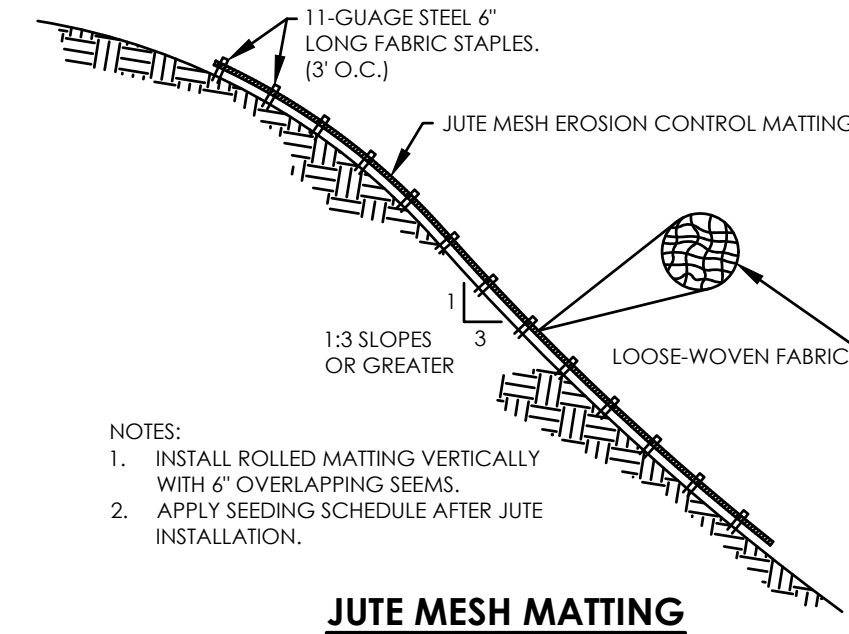 11-GUAGE STEEL 6"
LONG FABRIC STAPLES.
(3' O.C.)
JUTE MESH EROSION CONTROL MATTING
1
3
1:3 SLOPES
OR GREATER
LOOSE-WOVEN FABRIC
NOTES:
1. INSTALL ROLLED MATTING VERTICALLY
WITH 6" OVERLAPPING SEEMS.
2. APPLY SEEDING SCHEDULE AFTER JUTE
INSTALLATION.
JUTE MESH MATTING